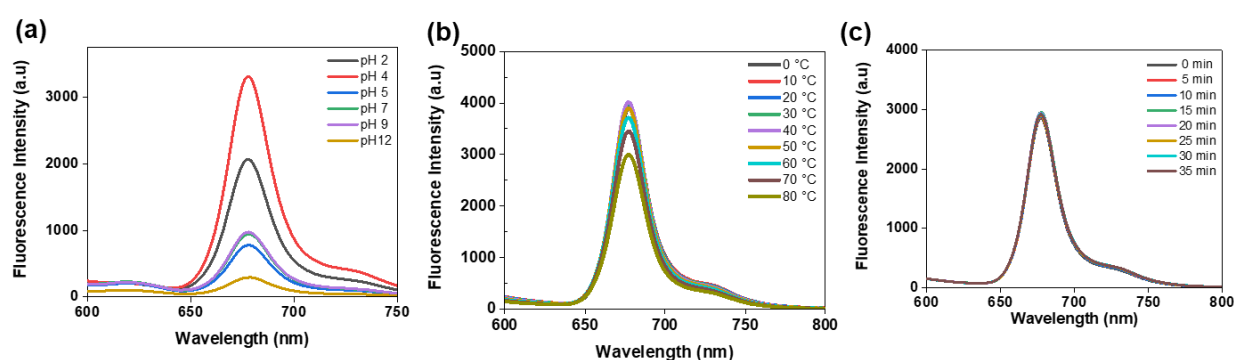 (a)
Fluorescence Intensity (a.u)
3000
2000
1000
0
600
650
700
750
Wavelength (nm)
pH 2
pH 4
pH 5
pH 7
pH 9
pH12
(b)
Fluorescence Intensity (a.u)
5000
4000
3000
2000
1000
0
600
650
700
750
800
Wavelength (nm)
0 °C
10 °C
20 °C
30 °C
40 °C
50 °C
60 °C
70 °C
80 °C
(c)
Fluorescence Intensity (a.u)
4000
3000
2000
1000
0
600
650
700
750
800
Wavelength (nm)
0 min
5 min
10 min
15 min
20 min
25 min
30 min
35 min